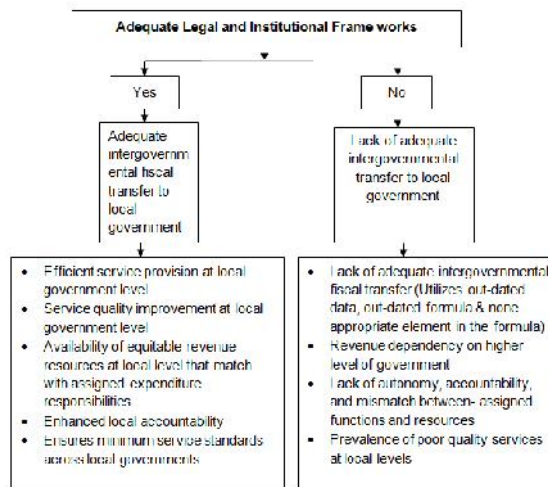 Adequate Legal and Institutional Frame works
Yes
No
Adequate
intergovernm
ental fiscal
transfer to
local
government
Lack of adequate
intergovernmental
transfer to local
government
• Efficient service provision at local
government level
• Service quality improvement at local
government level
• Availability of equitable revenue
resources at local level that match
with assigned expenditure
responsibilities
• Enhanced local accountability
• Ensures minimum service standards
across local governments
• Lack of adequate intergovernmental
fiscal transfer (Utilizes out-dated
data, out-dated formula & none
appropriate element in the formula)
• Revenue dependency on higher
level of government
• Lack of autonomy, accountability,
and mismatch between- assigned
functions and resources
• Prevalence of poor quality services
at local levels